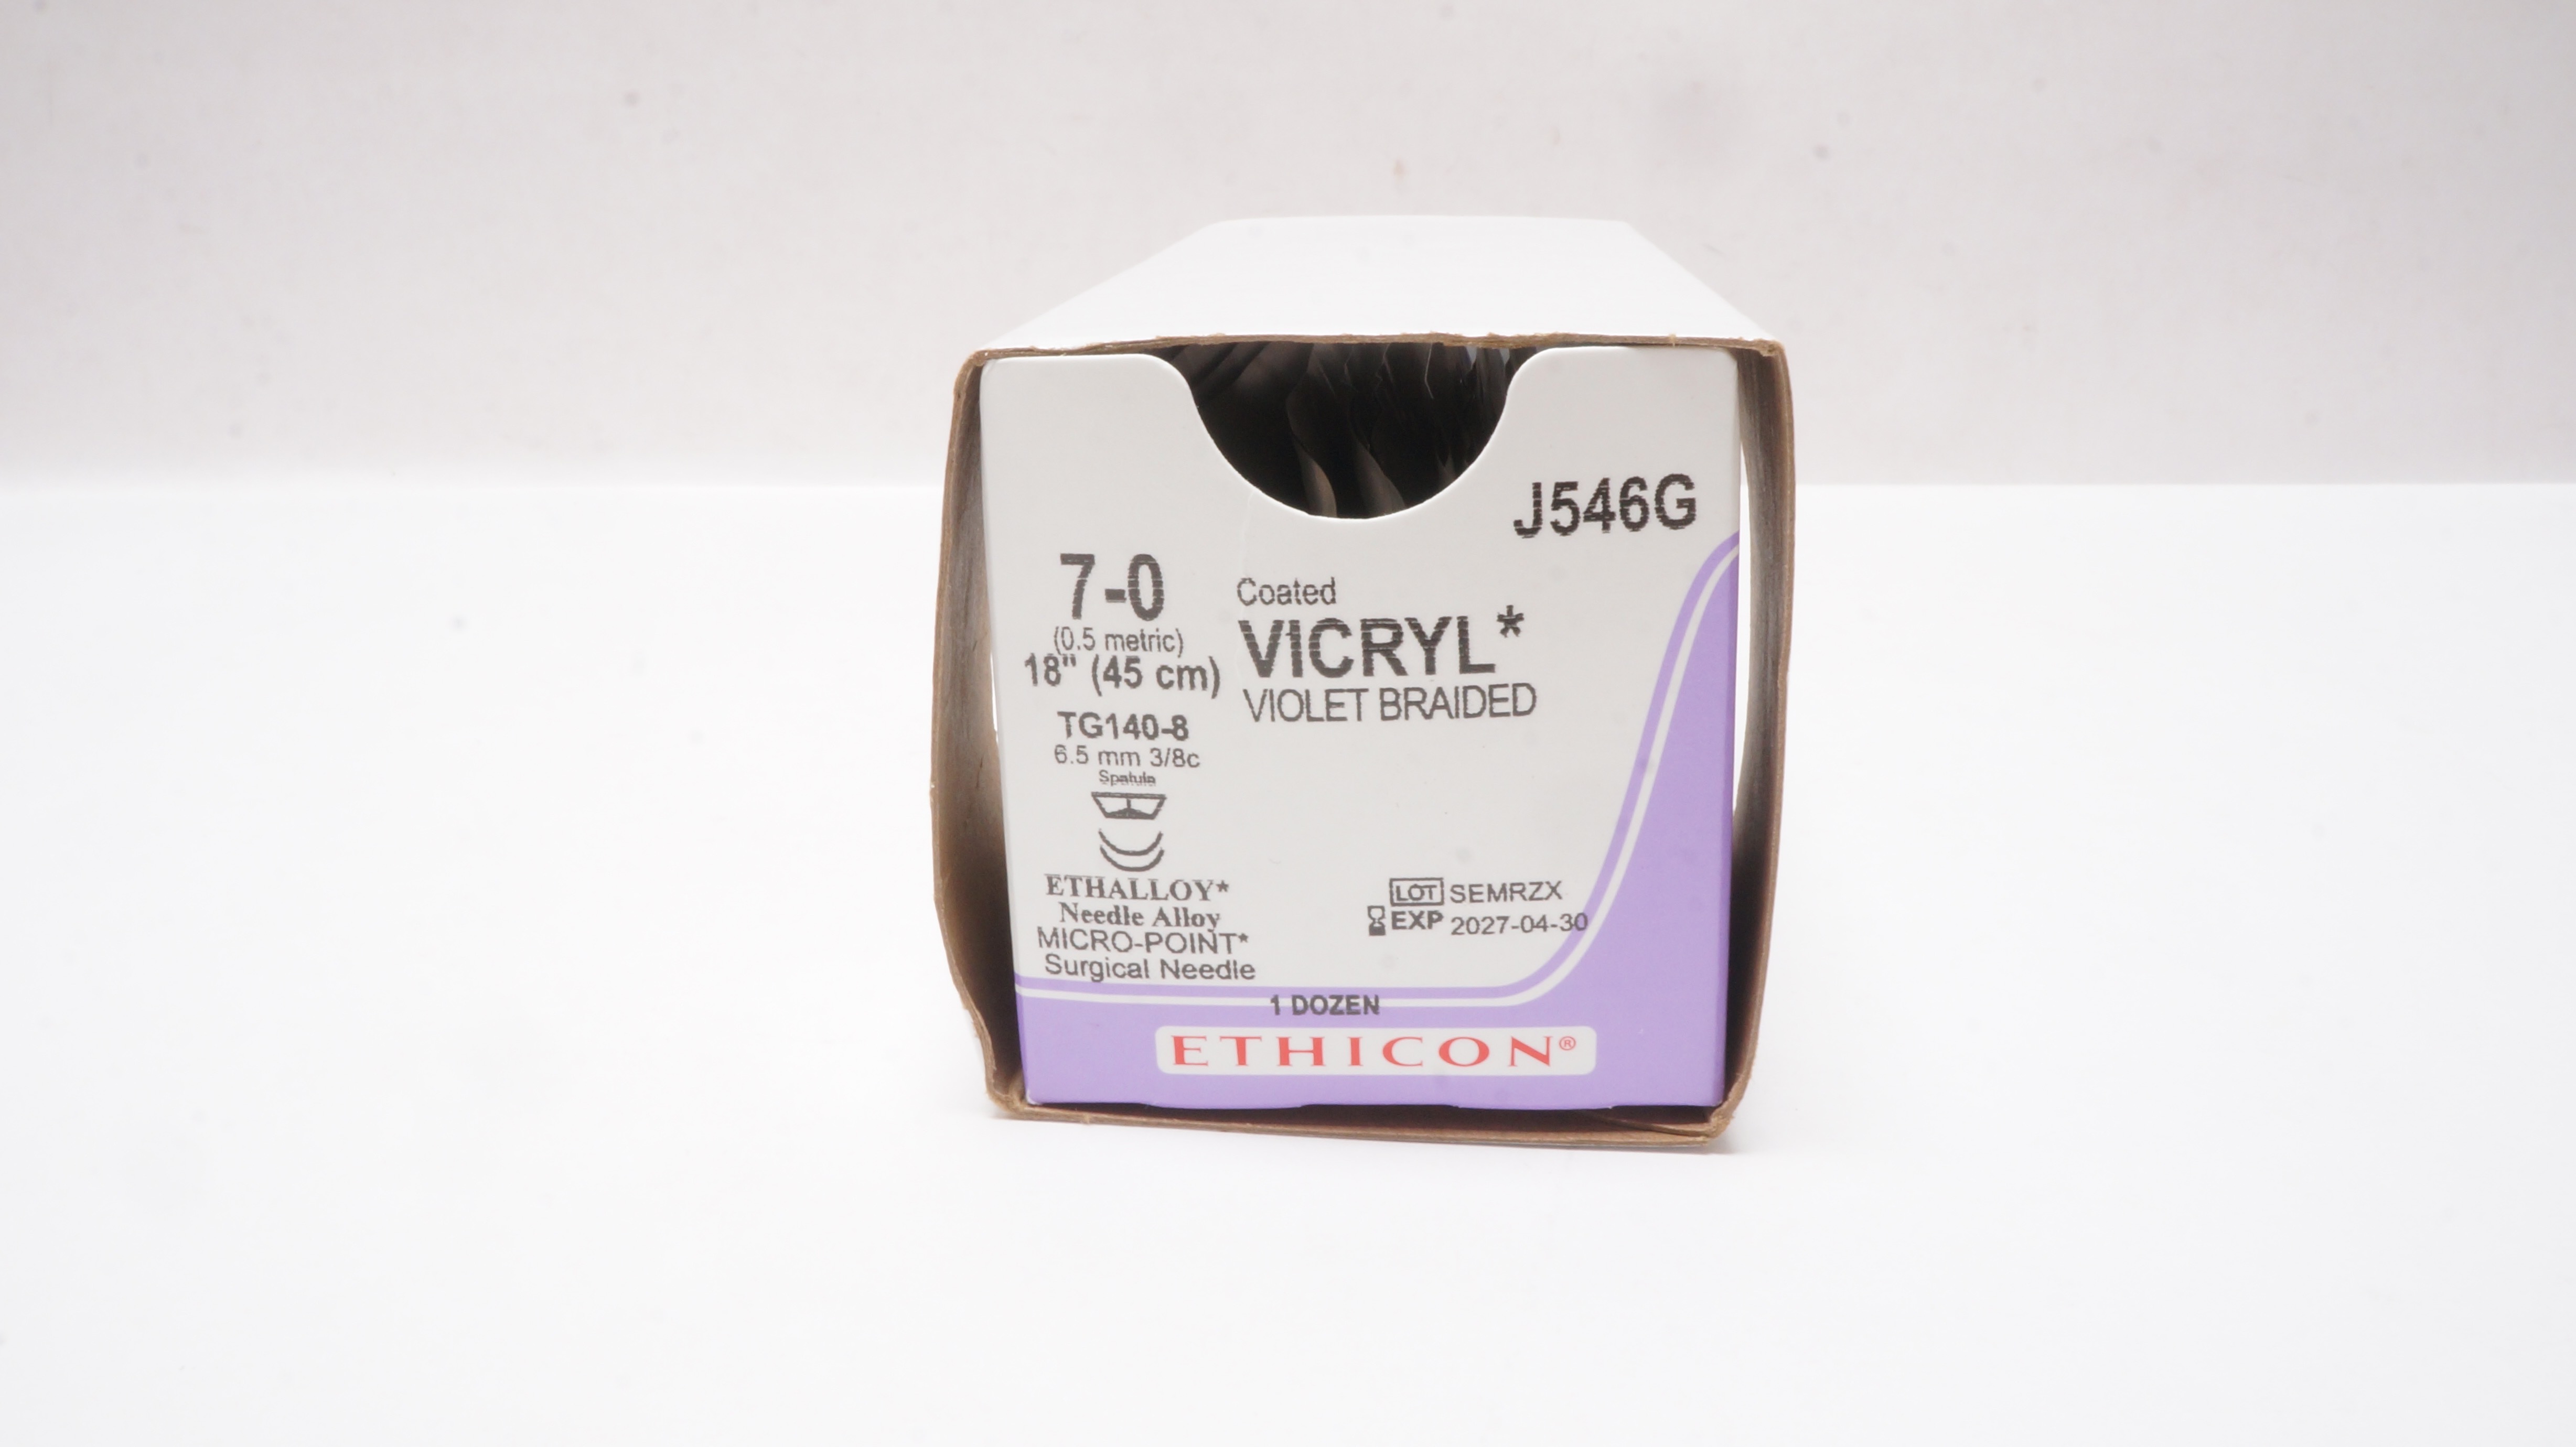 J546G
7-0
(0.5 metric)
18" (45 cm)
TG140-8
6.5 mm 3/8c
Spatula
ETHALLOY*
Needle Alloy
MICRO-POINT*
Surgical Needle
Coated
VICRYL*
VIOLET BRAIDED
LOT SEMRZX
EXP 2027-04-30
1 DOZEN
ETHICON®